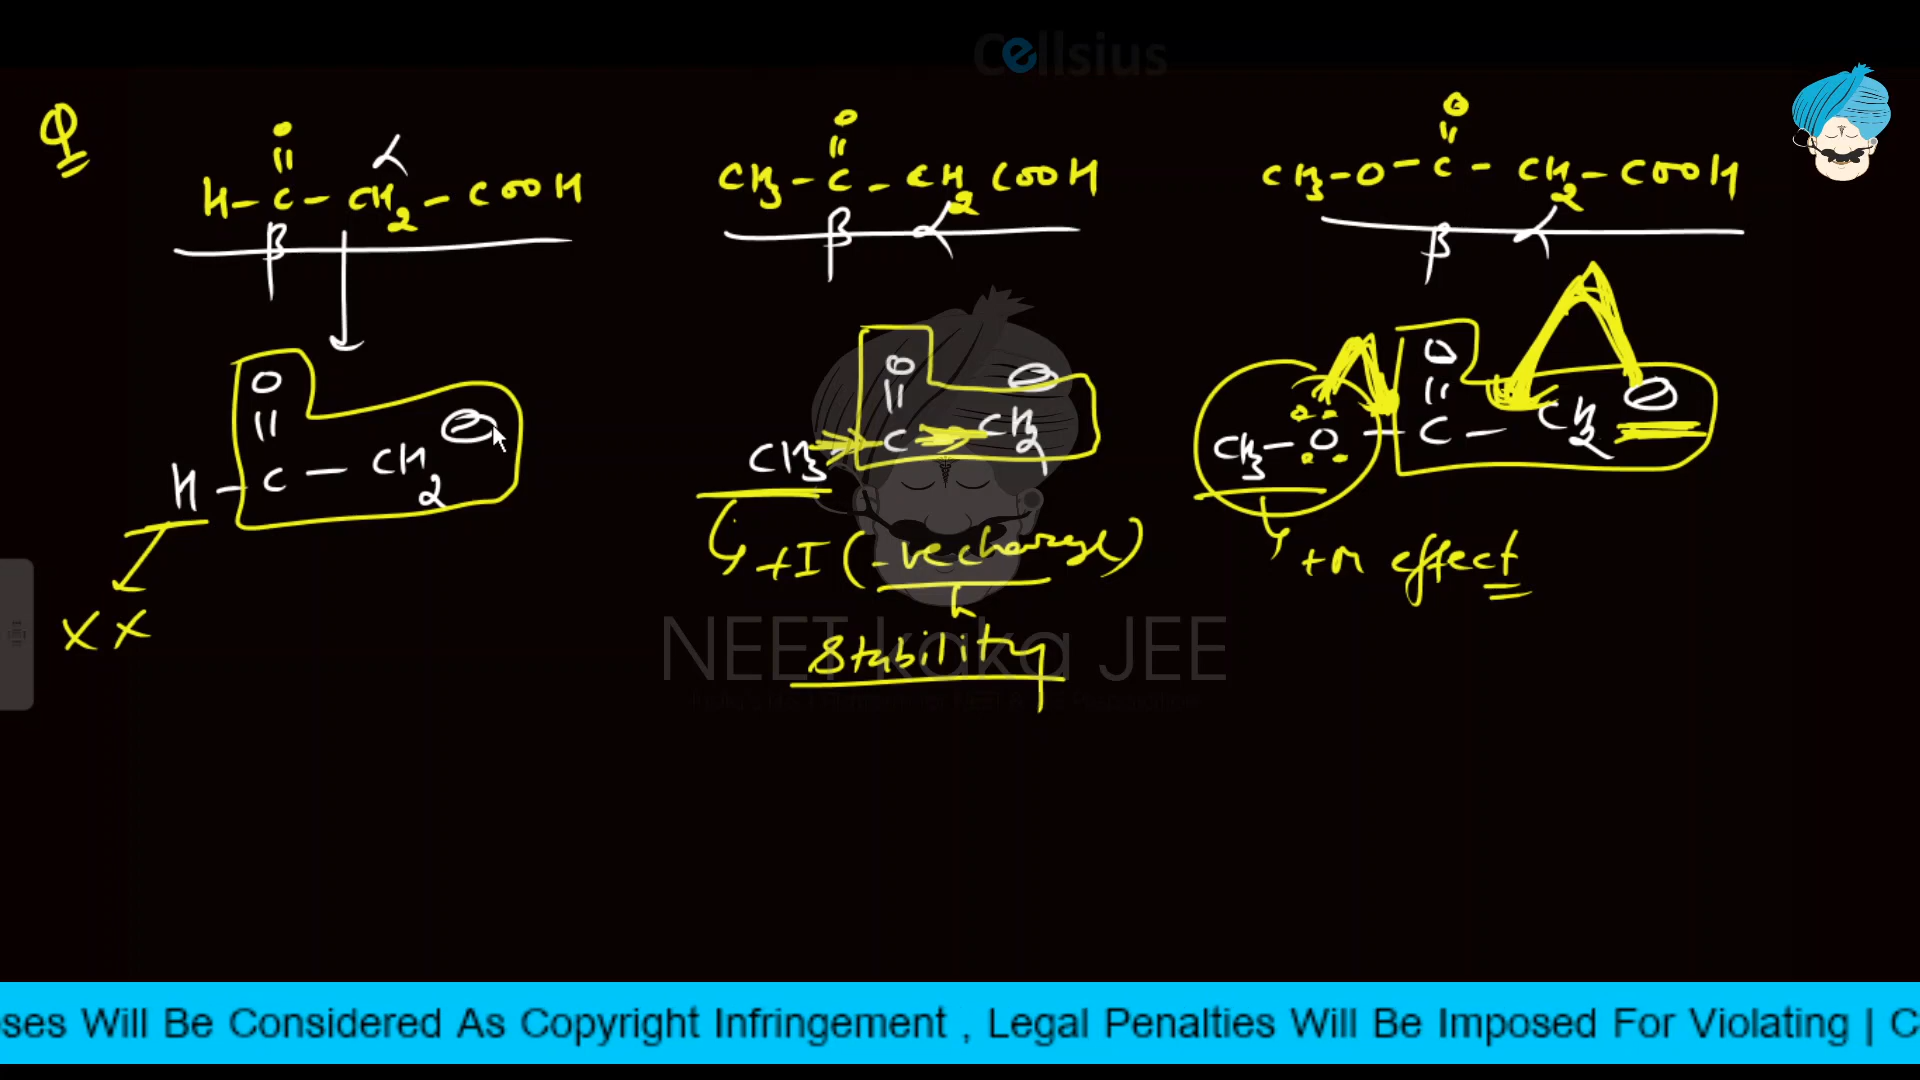 Cellsius
Q
O
||
α
H-C-CH2-COOH
β
O
||
CH3-C-CH2COOH
β α
O
||
CH3-O-C-CH2-COOH
β α
O
||
H-C-CH2 ⊖
XX
O
||
CH3-C-CH2 ⊖
+I (-ve charge)
Stability
O
||
CH3-O-C-CH2 ⊖
+M effect
NEET kaka JEE
ses Will Be Considered As Copyright Infringement , Legal Penalties Will Be Imposed For Violating | C